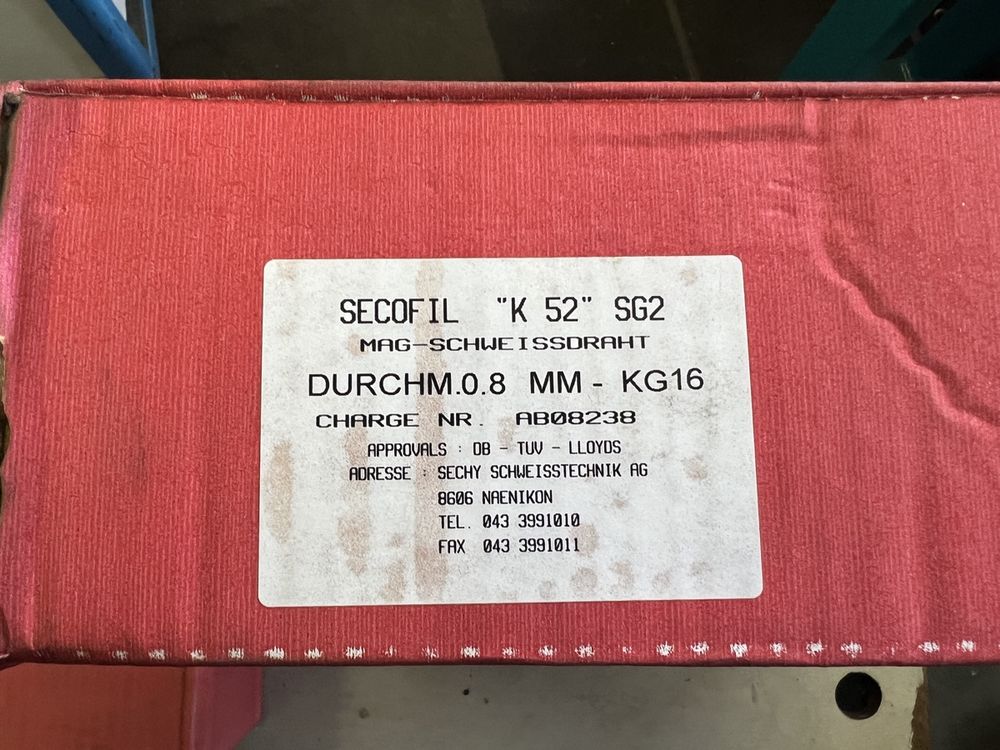 SECOFIL "K 52" SG2
MAG-SCHWEISSDRAHT
DURCHM.0.8 MM - KG16
CHARGE NR. AB08238
APPROVALS : DB - TUV - LLOYDS
ADRESSE : SECHY SCHWEISSTECHNIK AG
8606 NAENIKON
TEL. 043 3991010
FAX 043 3991011